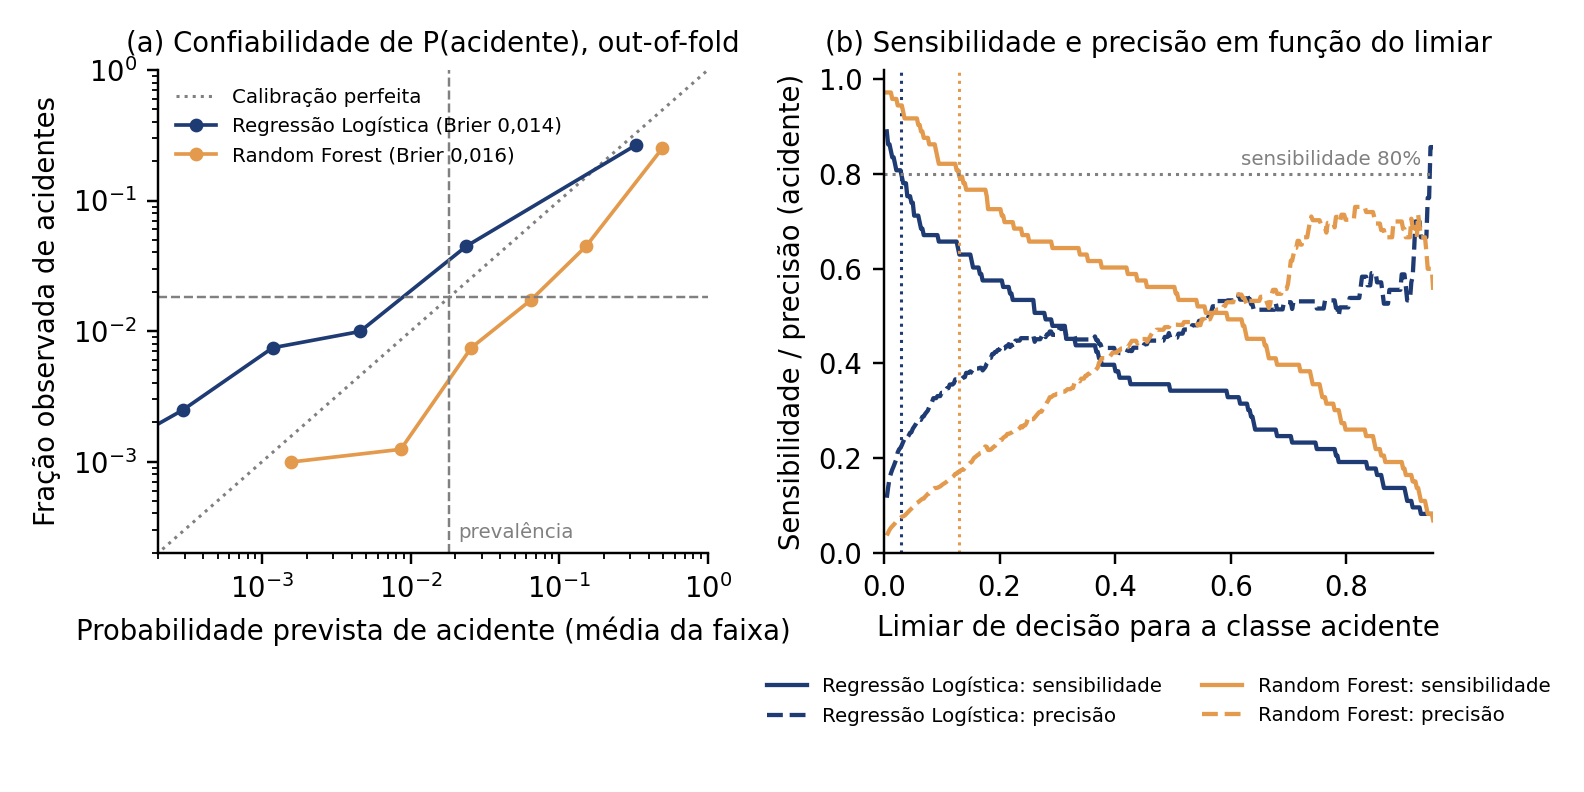 (a) Confiabilidade de P(acidente), out-of-fold
Fração observada de acidentes
10⁰
10⁻¹
10⁻²
10⁻³
Calibração perfeita
Regressão Logística (Brier 0,014)
Random Forest (Brier 0,016)
prevalência
10⁻³ 10⁻² 10⁻¹ 10⁰
Probabilidade prevista de acidente (média da faixa)
(b) Sensibilidade e precisão em função do limiar
Sensibilidade / precisão (acidente)
1.0
0.8
0.6
0.4
0.2
0.0
sensibilidade 80%
0.0 0.2 0.4 0.6 0.8
Limiar de decisão para a classe acidente
Regressão Logística: sensibilidade
Regressão Logística: precisão
Random Forest: sensibilidade
Random Forest: precisão